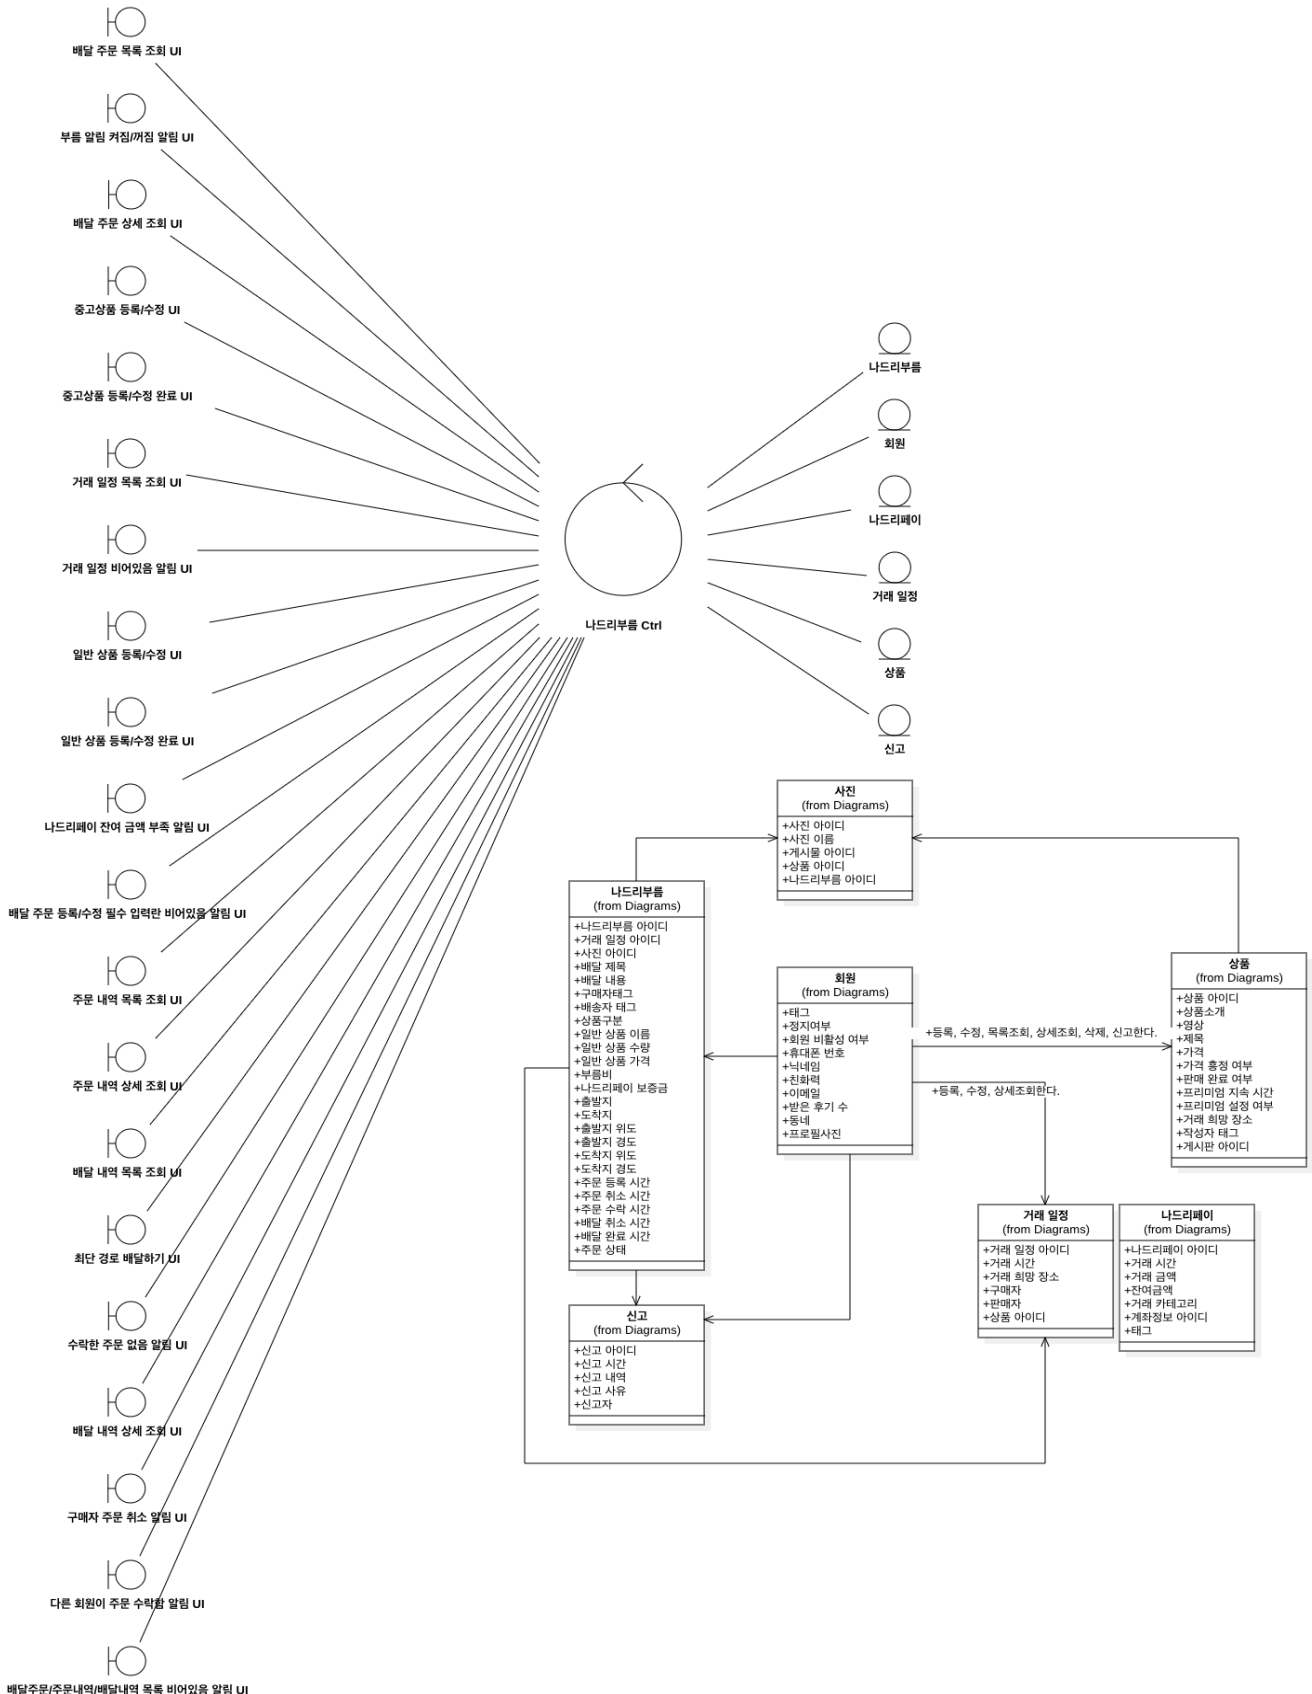 배달 주문 목록 조회 UI
부름 알림 켜짐/꺼짐 알림 UI
배달 주문 상세 조회 UI
중고상품 등록/수정 UI
중고상품 등록/수정 완료 UI
거래 일정 목록 조회 UI
거래 일정 비어있음 알림 UI
일반 상품 등록/수정 UI
일반 상품 등록/수정 완료 UI
나드리페이 잔여 금액 부족 알림 UI
배달 주문 등록/수정 필수 입력란 비어있음 알림 UI
주문 내역 목록 조회 UI
주문 내역 상세 조회 UI
배달 내역 목록 조회 UI
최단 경로 배달하기 UI
수락한 주문 없음 알림 UI
배달 내역 상세 조회 UI
구매자 주문 취소 알림 UI
다른 회원이 주문 수락함 알림 UI
배달주문/주문내역/배달내역 목록 비어있음 알림 UI
나드리부름 Ctrl
나드리부름
회원
나드리페이
거래 일정
상품
신고
사진
(from Diagrams)
+사진 아이디
+사진 이름
+게시물 아이디
+상품 아이디
+나드리부름 아이디
나드리부름
(from Diagrams)
+나드리부름 아이디
+거래 일정 아이디
+사진 아이디
+배달 제목
+배달 내용
+구매자태그
+배송자 태그
+상품구분
+일반 상품 이름
+일반 상품 수량
+일반 상품 가격
+부름비
+나드리페이 보증금
+출발지
+도착지
+출발지 위도
+출발지 경도
+도착지 위도
+도착지 경도
+주문 등록 시간
+주문 취소 시간
+주문 수락 시간
+배달 취소 시간
+배달 완료 시간
+주문 상태
회원
(from Diagrams)
+태그
+정지여부
+회원 비활성 여부
+휴대폰 번호
+닉네임
+친화력
+이메일
+받은 후기 수
+동네
+프로필사진
+등록, 수정, 목록조회, 상세조회, 삭제, 신고한다.
+등록, 수정, 상세조회한다.
상품
(from Diagrams)
+상품 아이디
+상품소개
+영상
+제목
+가격
+가격 흥정 여부
+판매 완료 여부
+프리미엄 지속 시간
+프리미엄 설정 여부
+거래 희망 장소
+작성자 태그
+게시판 아이디
거래 일정
(from Diagrams)
+거래 일정 아이디
+거래 시간
+거래 희망 장소
+구매자
+판매자
+상품 아이디
나드리페이
(from Diagrams)
+나드리페이 아이디
+거래 시간
+거래 금액
+잔여금액
+거래 카테고리
+계좌정보 아이디
+태그
신고
(from Diagrams)
+신고 아이디
+신고 시간
+신고 내역
+신고 사유
+신고자